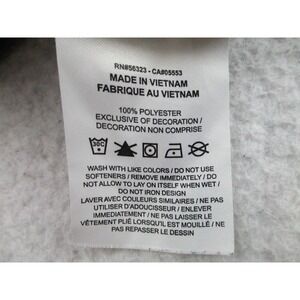 RN#56323 - CA#05553
MADE IN VIETNAM
FABRIQUE AU VIETNAM
100% POLYESTER
EXCLUSIVE OF DECORATION /
DECORATION NON COMPRISE
30C
WASH WITH LIKE COLORS / DO NOT USE
SOFTENERS / REMOVE IMMEDIATELY / DO
NOT ALLOW TO LAY ON ITSELF WHEN WET /
DO NOT IRON DESIGN
LAVER AVEC COULEURS SIMILAIRES / NE PAS
UTILISER D'ADOUCISSEUR / ENLEVER
IMMÉDIATEMENT / NE PAS LAISSER LE
VÊTEMENT PLIÉ LORSQU'IL EST MOUILLÉ / NE
PAS REPASSER LE DESSIN